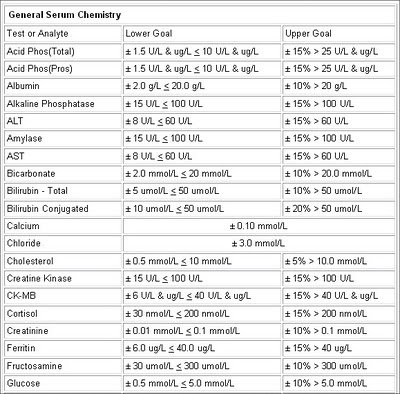 General Serum Chemistry
Test or Analyte Lower Goal Upper Goal
Acid Phos(Total) ± 1.5 U/L & ug/L ≤ 10 U/L & ug/L ± 15% > 25 U/L & ug/L
Acid Phos(Pros) ± 1.5 U/L & ug/L ≤ 10 U/L & ug/L ± 15% > 25 U/L & ug/L
Albumin ± 2.0 g/L ≤ 20.0 g/L ± 10% > 20 g/L
Alkaline Phosphatase ± 15 U/L ≤ 100 U/L ± 15% > 100 U/L
ALT ± 8 U/L ≤ 60 U/L ± 15% > 60 U/L
Amylase ± 15 U/L ≤ 100 U/L ± 15% > 100 U/L
AST ± 8 U/L ≤ 60 U/L ± 15% > 60 U/L
Bicarbonate ± 2.0 mmol/L ≤ 20 mmol/L ± 10% > 20.0 mmol/L
Bilirubin - Total ± 5 umol/L ≤ 50 umol/L ± 10% > 50 umol/L
Bilirubin Conjugated ± 10 umol/L ≤ 50 umol/L ± 20% > 50 umol/L
Calcium ± 0.10 mmol/L
Chloride ± 3.0 mmol/L
Cholesterol ± 0.5 mmol/L ≤ 10 mmol/L ± 5% > 10.0 mmol/L
Creatine Kinase ± 15 U/L ≤ 100 U/L ± 15% > 100 U/L
CK-MB ± 6 U/L & ug/L ≤ 40 U/L & ug/L ± 15% > 40 U/L & ug/L
Cortisol ± 30 nmol/L ≤ 200 nmol/L ± 15% > 200 nmol/L
Creatinine ± 0.01 mmol/L ≤ 0.1 mmol/L ± 10% > 0.1 mmol/L
Ferritin ± 6.0 ug/L ≤ 40.0 ug/L ± 15% > 40 ug/L
Fructosamine ± 30 umol/L ≤ 300 umol/L ± 10% > 300 umol/L
Glucose ± 0.5 mmol/L ≤ 5.0 mmol/L ± 10% > 5.0 mmol/L